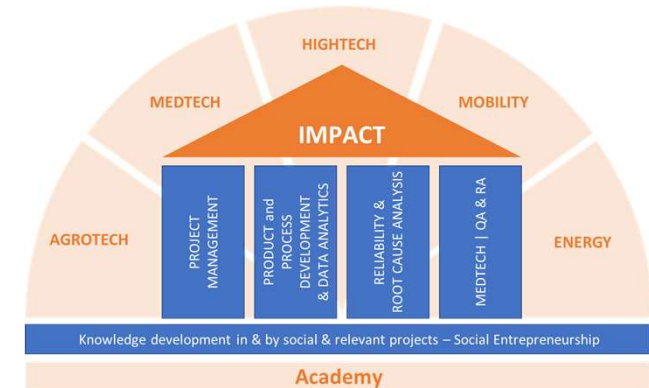 HIGHTECH
MEDTECH
MOBILITY
IMPACT
AGROTECH
ENERGY
PROJECT
MANAGEMENT
PRODUCT and
PROCESS
DEVELOPMENT
& DATA ANALYTICS
RELIABILITY &
ROOT CAUSE ANALYSIS
MEDTECH | QA & RA
Knowledge development in & by social & relevant projects – Social Entrepreneurship
Academy